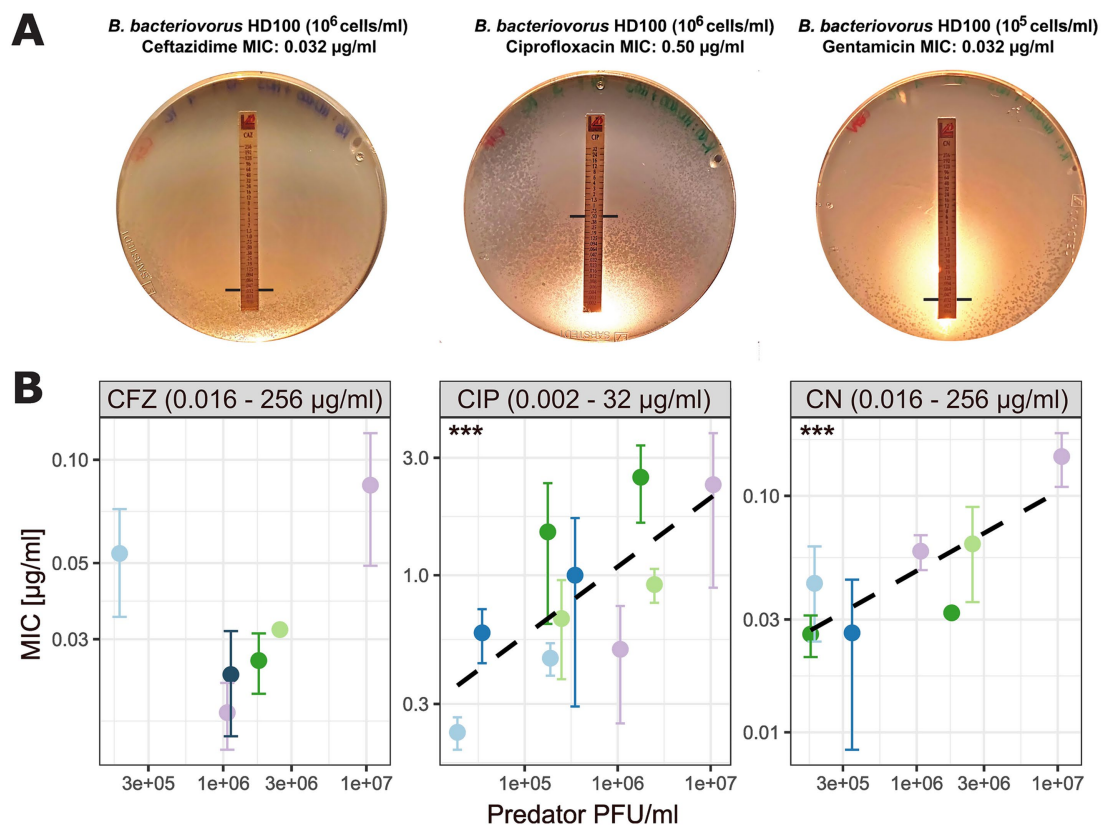 A
B. bacteriovorus HD100 (10⁶ cells/ml)
Ceftazidime MIC: 0.032 µg/ml
B. bacteriovorus HD100 (10⁶ cells/ml)
Ciprofloxacin MIC: 0.50 µg/ml
B. bacteriovorus HD100 (10⁵ cells/ml)
Gentamicin MIC: 0.032 µg/ml
CAZ
CIP
CN
B
CFZ (0.016 - 256 µg/ml)
CIP (0.002 - 32 µg/ml)
CN (0.016 - 256 µg/ml)
***
***
MIC [µg/ml]
0.10
0.05
0.03
3.0
1.0
0.3
0.10
0.03
0.01
3e+05
1e+06
3e+06
1e+07
1e+05
1e+06
1e+07
3e+05
1e+06
3e+06
1e+07
Predator PFU/ml